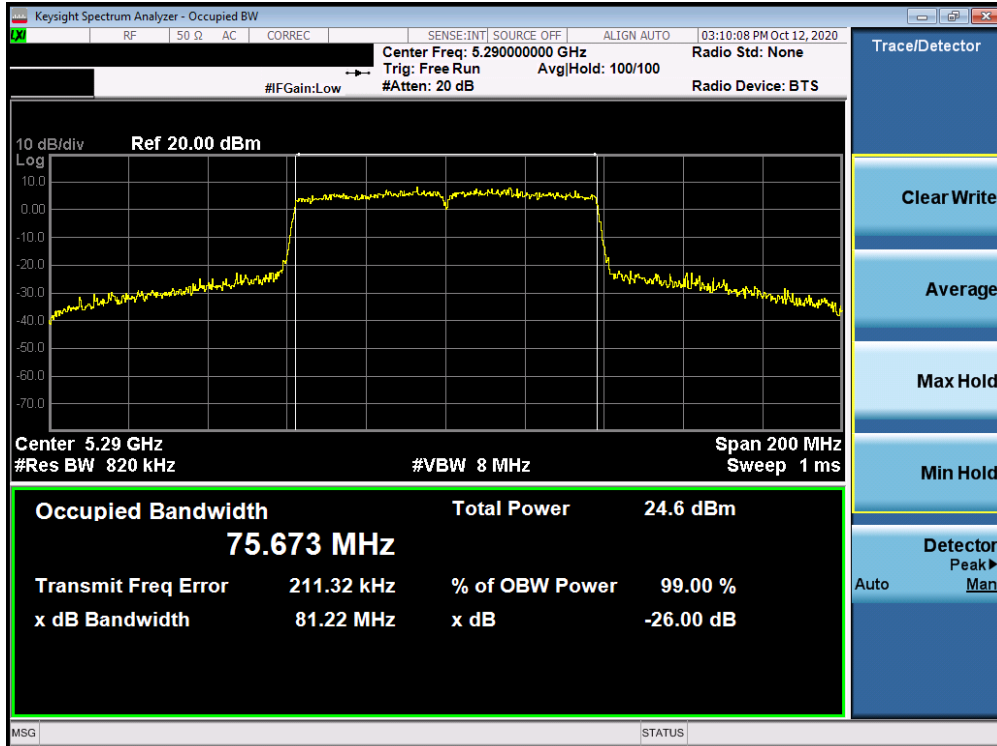 Keysight Spectrum Analyzer - Occupied BW
LXI RF 50 Ω AC CORREC SENSE:INT SOURCE OFF ALIGN AUTO 03:10:08 PM Oct 12, 2020
Center Freq: 5.290000000 GHz Radio Std: None
Trig: Free Run Avg|Hold: 100/100
#IFGain:Low #Atten: 20 dB Radio Device: BTS
Trace/Detector
10 dB/div Ref 20.00 dBm
Log
10.0
0.00
-10.0
-20.0
-30.0
-40.0
-50.0
-60.0
-70.0
Center 5.29 GHz Span 200 MHz
#Res BW 820 kHz #VBW 8 MHz Sweep 1 ms
Occupied Bandwidth Total Power 24.6 dBm
75.673 MHz
Transmit Freq Error 211.32 kHz % of OBW Power 99.00 %
x dB Bandwidth 81.22 MHz x dB -26.00 dB
Clear Write
Average
Max Hold
Min Hold
Detector
Peak▶
Auto Man
MSG STATUS